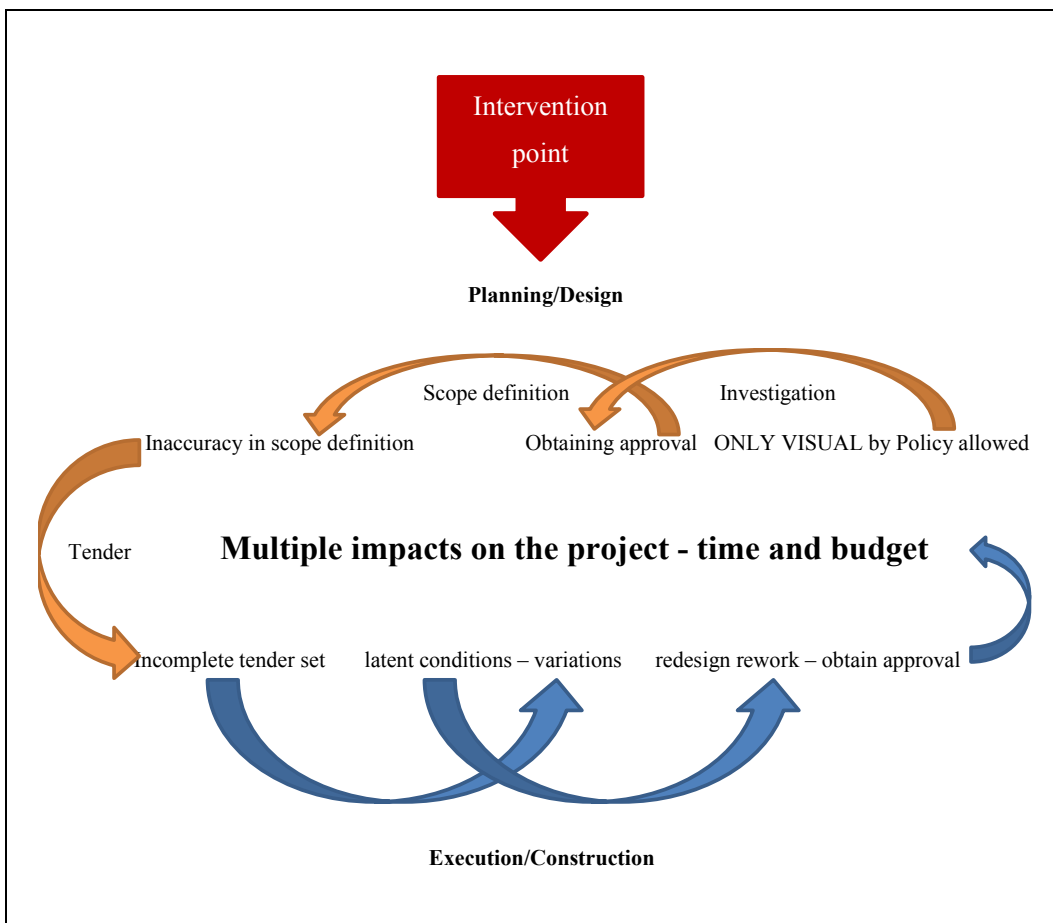 Intervention
point
Planning/Design
Scope definition
Investigation
Inaccuracy in scope definition
Obtaining approval
ONLY VISUAL by Policy allowed
Tender
Multiple impacts on the project - time and budget
Incomplete tender set
latent conditions – variations
redesign rework – obtain approval
Execution/Construction